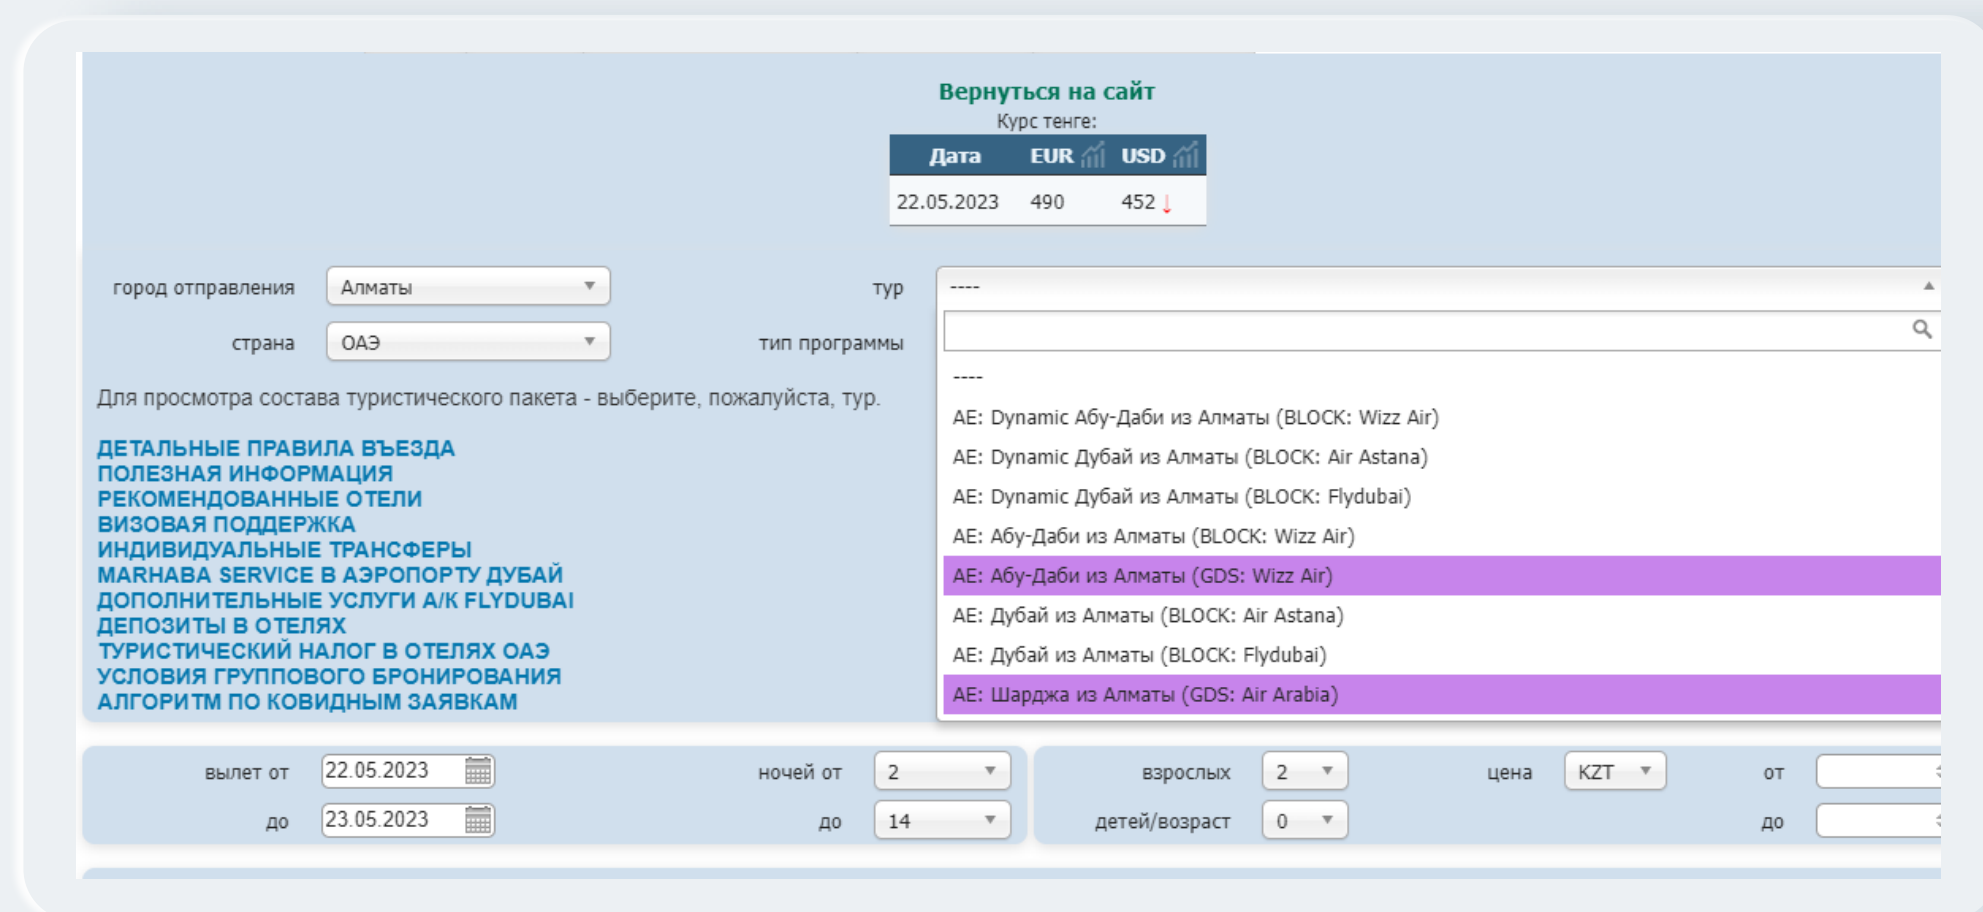 Вернуться на сайт
Курс тенге:
Дата EUR USD
22.05.2023 490 452 ↓
город отправления Алматы тур ----
страна ОАЭ тип программы
----
Для просмотра состава туристического пакета - выберите, пожалуйста, тур.
ДЕТАЛЬНЫЕ ПРАВИЛА ВЪЕЗДА
ПОЛЕЗНАЯ ИНФОРМАЦИЯ
РЕКОМЕНДОВАННЫЕ ОТЕЛИ
ВИЗОВАЯ ПОДДЕРЖКА
ИНДИВИДУАЛЬНЫЕ ТРАНСФЕРЫ
MARHABA SERVICE В АЭРОПОРТУ ДУБАЙ
ДОПОЛНИТЕЛЬНЫЕ УСЛУГИ А/К FLYDUBAI
ДЕПОЗИТЫ В ОТЕЛЯХ
ТУРИСТИЧЕСКИЙ НАЛОГ В ОТЕЛЯХ ОАЭ
УСЛОВИЯ ГРУППОВОГО БРОНИРОВАНИЯ
АЛГОРИТМ ПО КОВИДНЫМ ЗАЯВКАМ
AE: Dynamic Абу-Даби из Алматы (BLOCK: Wizz Air)
AE: Dynamic Дубай из Алматы (BLOCK: Air Astana)
AE: Dynamic Дубай из Алматы (BLOCK: Flydubai)
AE: Абу-Даби из Алматы (BLOCK: Wizz Air)
AE: Абу-Даби из Алматы (GDS: Wizz Air)
AE: Дубай из Алматы (BLOCK: Air Astana)
AE: Дубай из Алматы (BLOCK: Flydubai)
AE: Шарджа из Алматы (GDS: Air Arabia)
вылет от 22.05.2023 ночей от 2 взрослых 2 цена KZT от
до 23.05.2023 до 14 детей/возраст 0 до